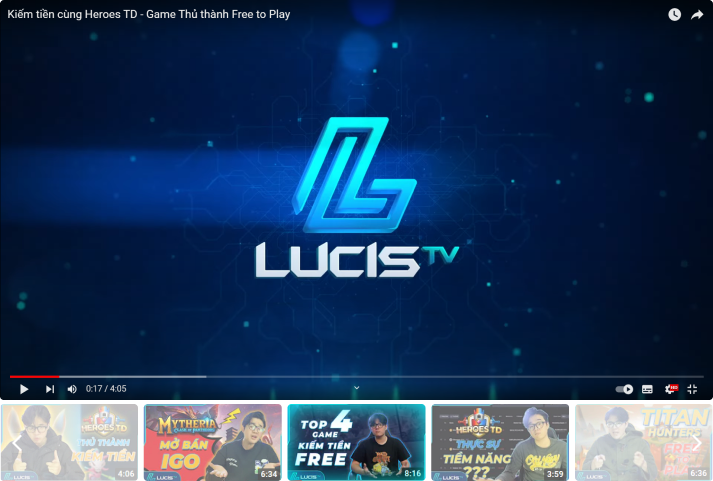 Kiếm tiền cùng Heroes TD - Game Thủ thành Free to Play
LUCIS TV
0:17 / 4:05
HEROES TD
THỦ THÀNH
KIẾM TIỀN
LUCIS
4:06
MYTHERIA
MỞ BÁN
IGO
LUCIS
6:34
TOP 4
GAME
KIẾM TIỀN
FREE
LUCIS
8:16
HEROES TD
THỰC SỰ
TIỀM NĂNG
???
LUCIS
3:59
TITAN
HUNTERS
LUCIS
6:36